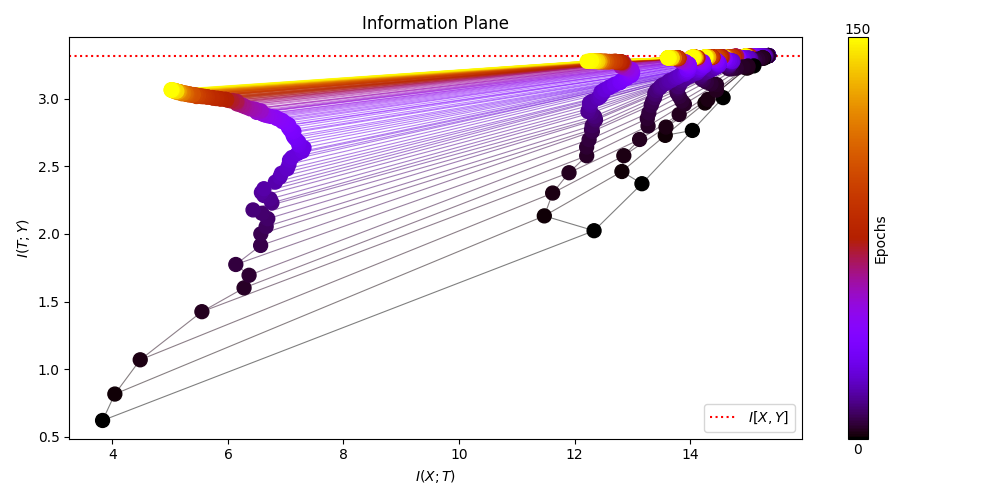 Information Plane
150
3.0
2.5
2.0
1.5
1.0
0.5
I(T; Y)
4
6
8
10
12
14
I(X; T)
I[X, Y]
Epochs
0